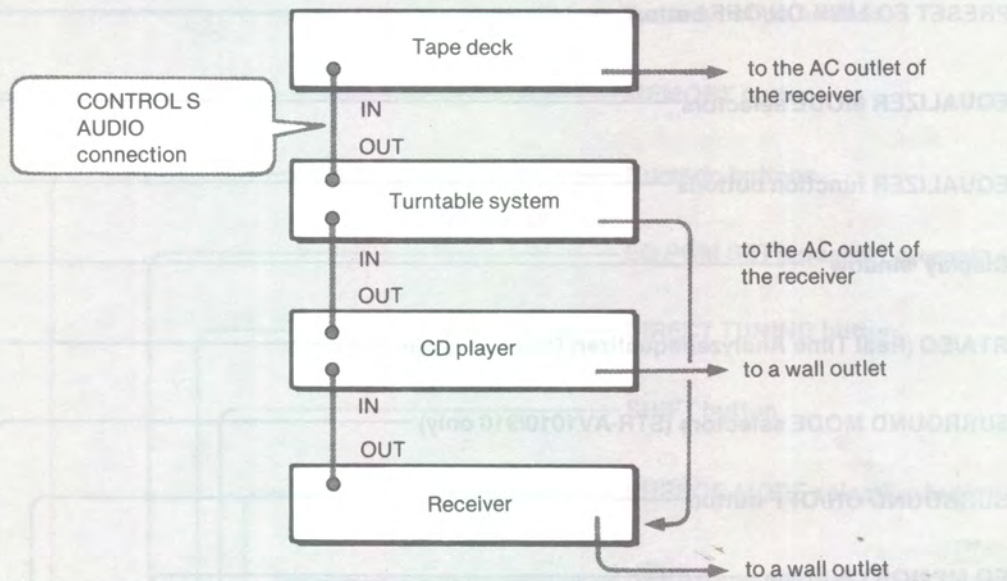 Tape deck
to the AC outlet of
the receiver
CONTROL S
AUDIO
connection
IN
OUT
Turntable system
to the AC outlet of
the receiver
IN
OUT
CD player
to a wall outlet
IN
OUT
Receiver
to a wall outlet